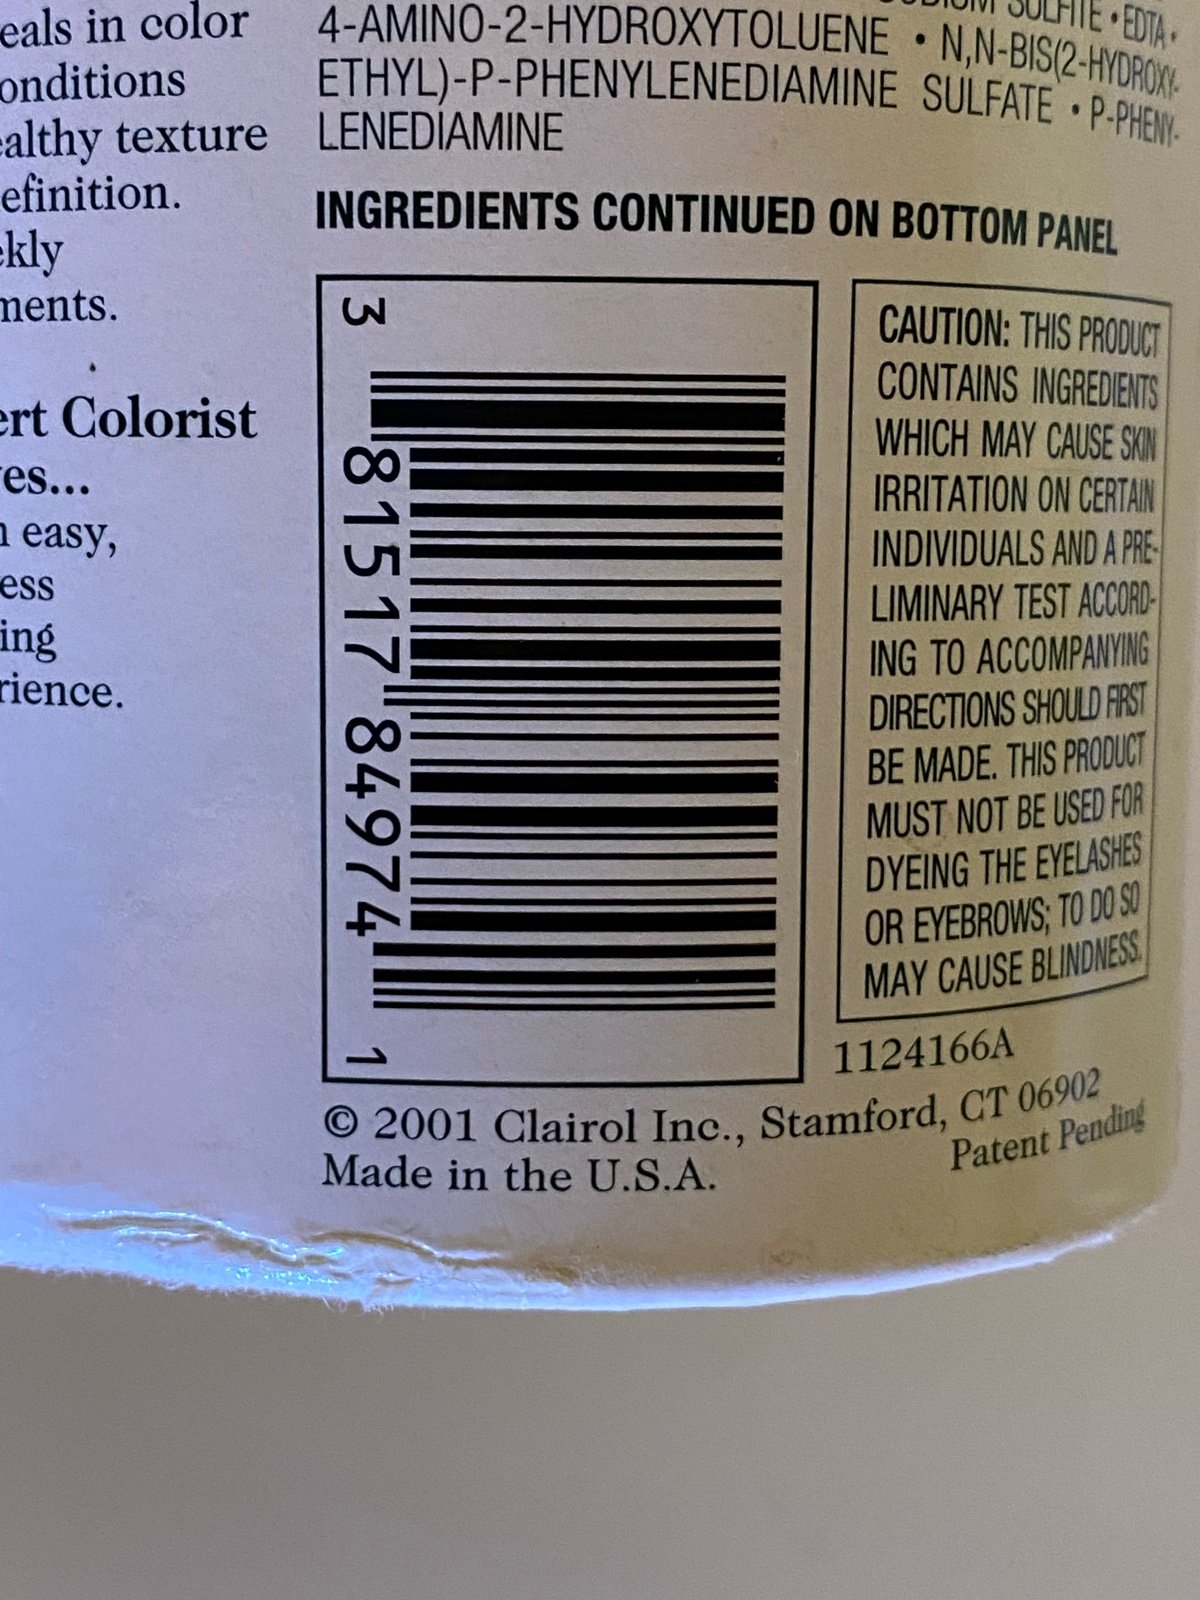 eals in color
onditions
ealthy texture
efinition.
ekly
ments.
ert Colorist
es...
easy,
ess
ing
rience.
SULFITE • EDTA •
4-AMINO-2-HYDROXYTOLUENE • N,N-BIS(2-HYDROXY-
ETHYL)-P-PHENYLENEDIAMINE SULFATE • P-PHENY-
LENEDIAMINE
INGREDIENTS CONTINUED ON BOTTOM PANEL
3 81517 84974 1
CAUTION: THIS PRODUCT
CONTAINS INGREDIENTS
WHICH MAY CAUSE SKIN
IRRITATION ON CERTAIN
INDIVIDUALS AND A PRE-
LIMINARY TEST ACCORD-
ING TO ACCOMPANYING
DIRECTIONS SHOULD FIRST
BE MADE. THIS PRODUCT
MUST NOT BE USED FOR
DYEING THE EYELASHES
OR EYEBROWS; TO DO SO
MAY CAUSE BLINDNESS.
1124166A
© 2001 Clairol Inc., Stamford, CT 06902
Patent Pending
Made in the U.S.A.